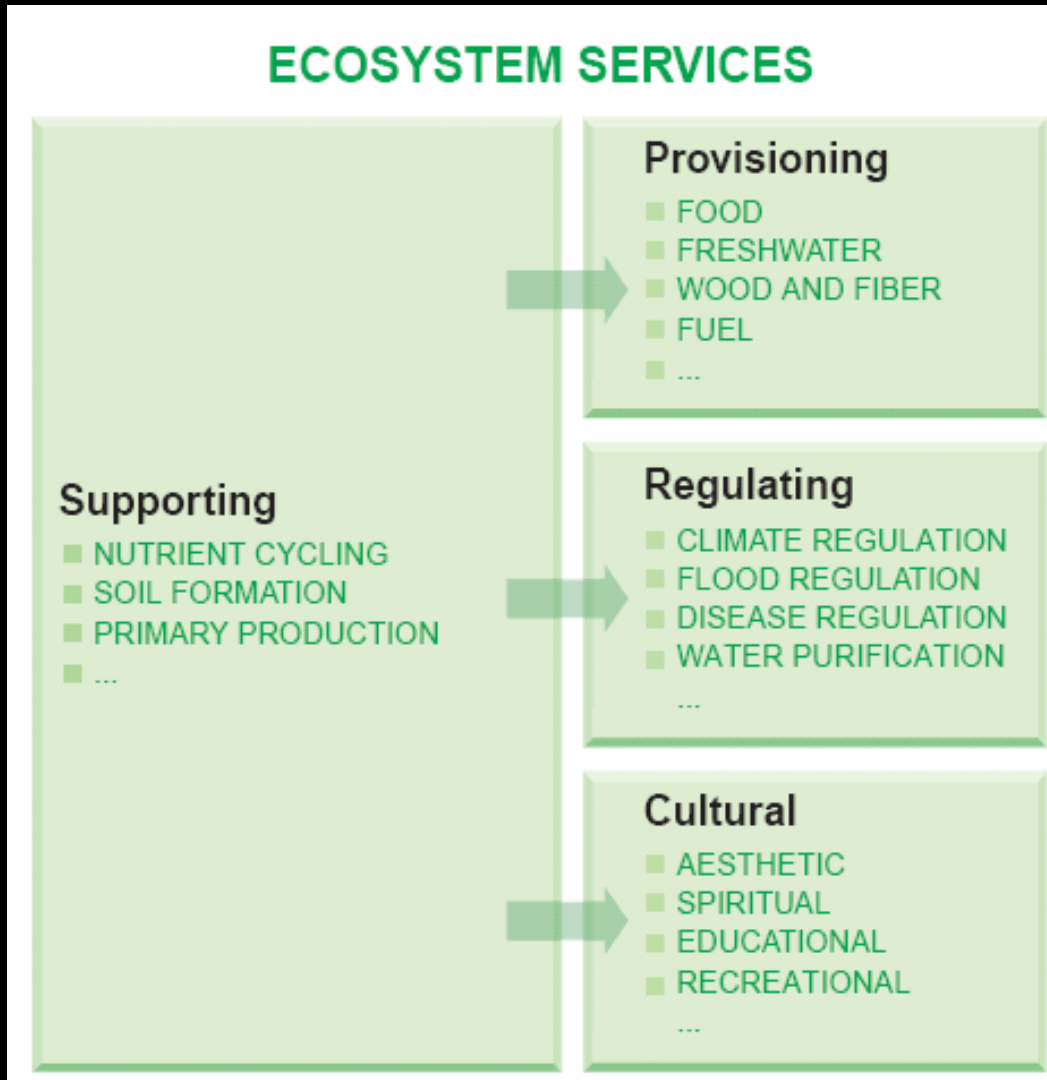 ECOSYSTEM SERVICES
Supporting
NUTRIENT CYCLING
SOIL FORMATION
PRIMARY PRODUCTION
...
Provisioning
FOOD
FRESHWATER
WOOD AND FIBER
FUEL
...
Regulating
CLIMATE REGULATION
FLOOD REGULATION
DISEASE REGULATION
WATER PURIFICATION
...
Cultural
AESTHETIC
SPIRITUAL
EDUCATIONAL
RECREATIONAL
...